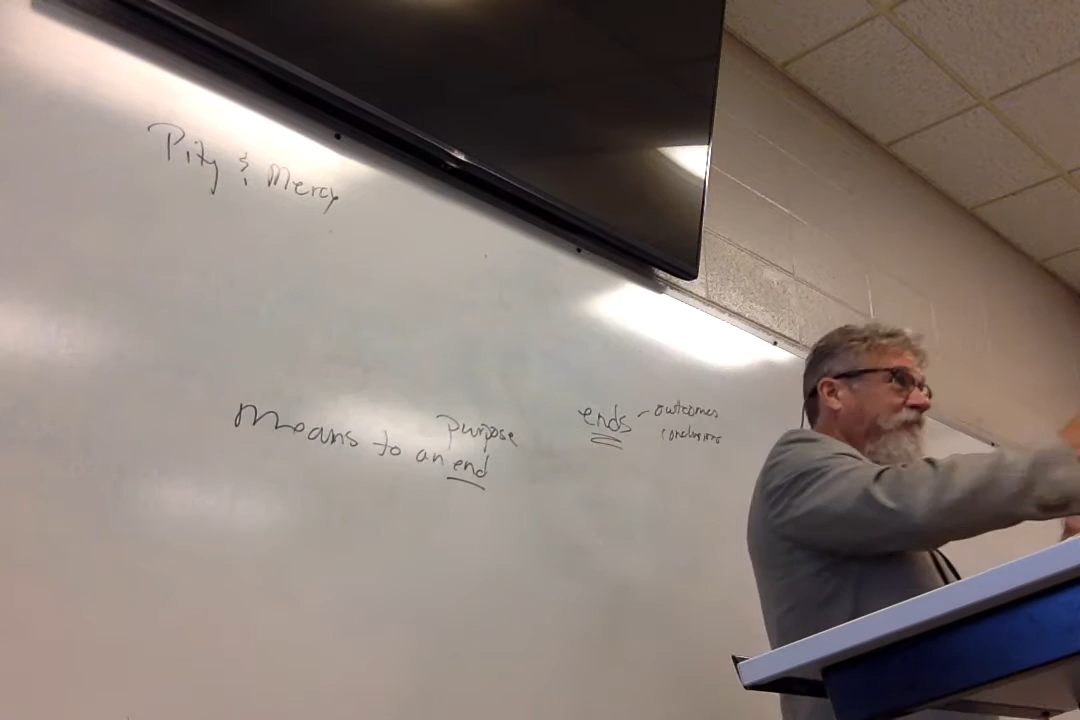 Pity & Mercy
purpose
means to an end
ends - outcomes
conclusions